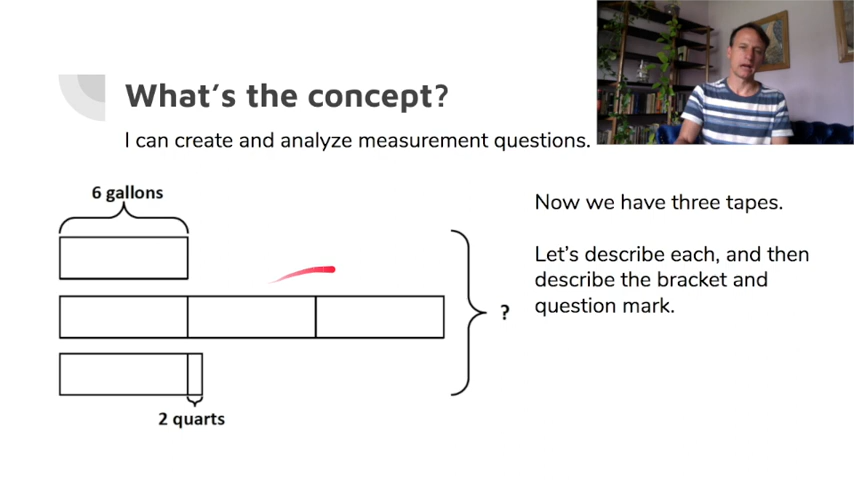 What's the concept?
I can create and analyze measurement questions.
6 gallons
?
2 quarts
Now we have three tapes.
Let's describe each, and then
describe the bracket and
question mark.